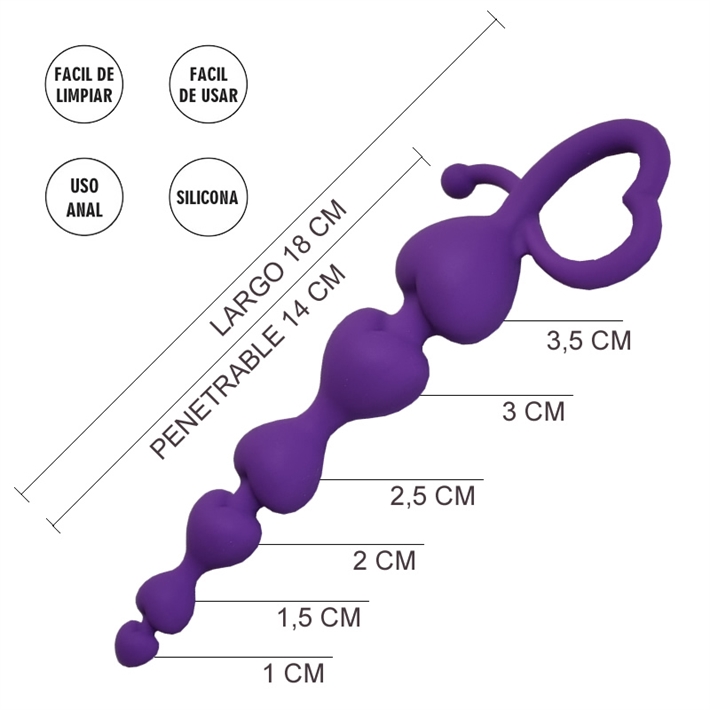 FACIL DE
LIMPIAR
FACIL
DE USAR
USO
ANAL
SILICONA
LARGO 18 CM
PENETRABLE 14 CM
3,5 CM
3 CM
2,5 CM
2 CM
1,5 CM
1 CM